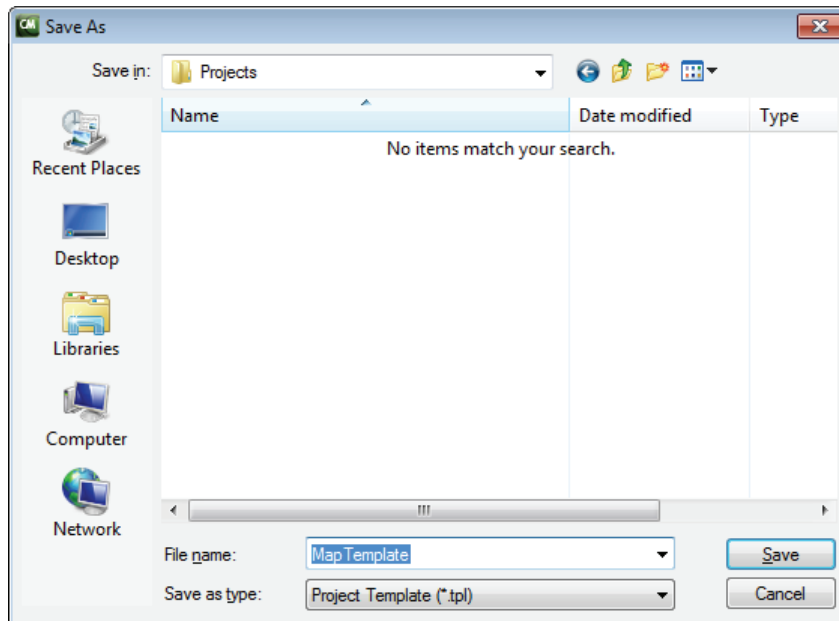 CM Save As
Save in: Projects
Name Date modified Type
No items match your search.
Recent Places
Desktop
Libraries
Computer
Network
File name: MapTemplate Save
Save as type: Project Template (*.tpl) Cancel